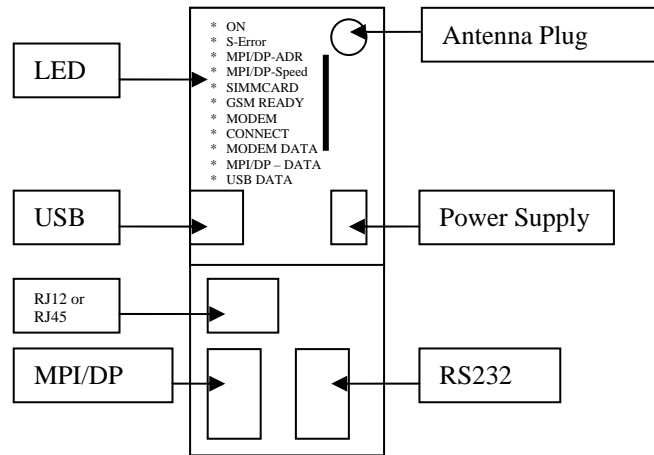 * ON
* S-Error
* MPI/DP-ADR
* MPI/DP-Speed
* SIMMCARD
* GSM READY
* MODEM
* CONNECT
* MODEM DATA
* MPI/DP – DATA
* USB DATA
Antenna Plug
LED
USB
Power Supply
RJ12 or
RJ45
MPI/DP
RS232